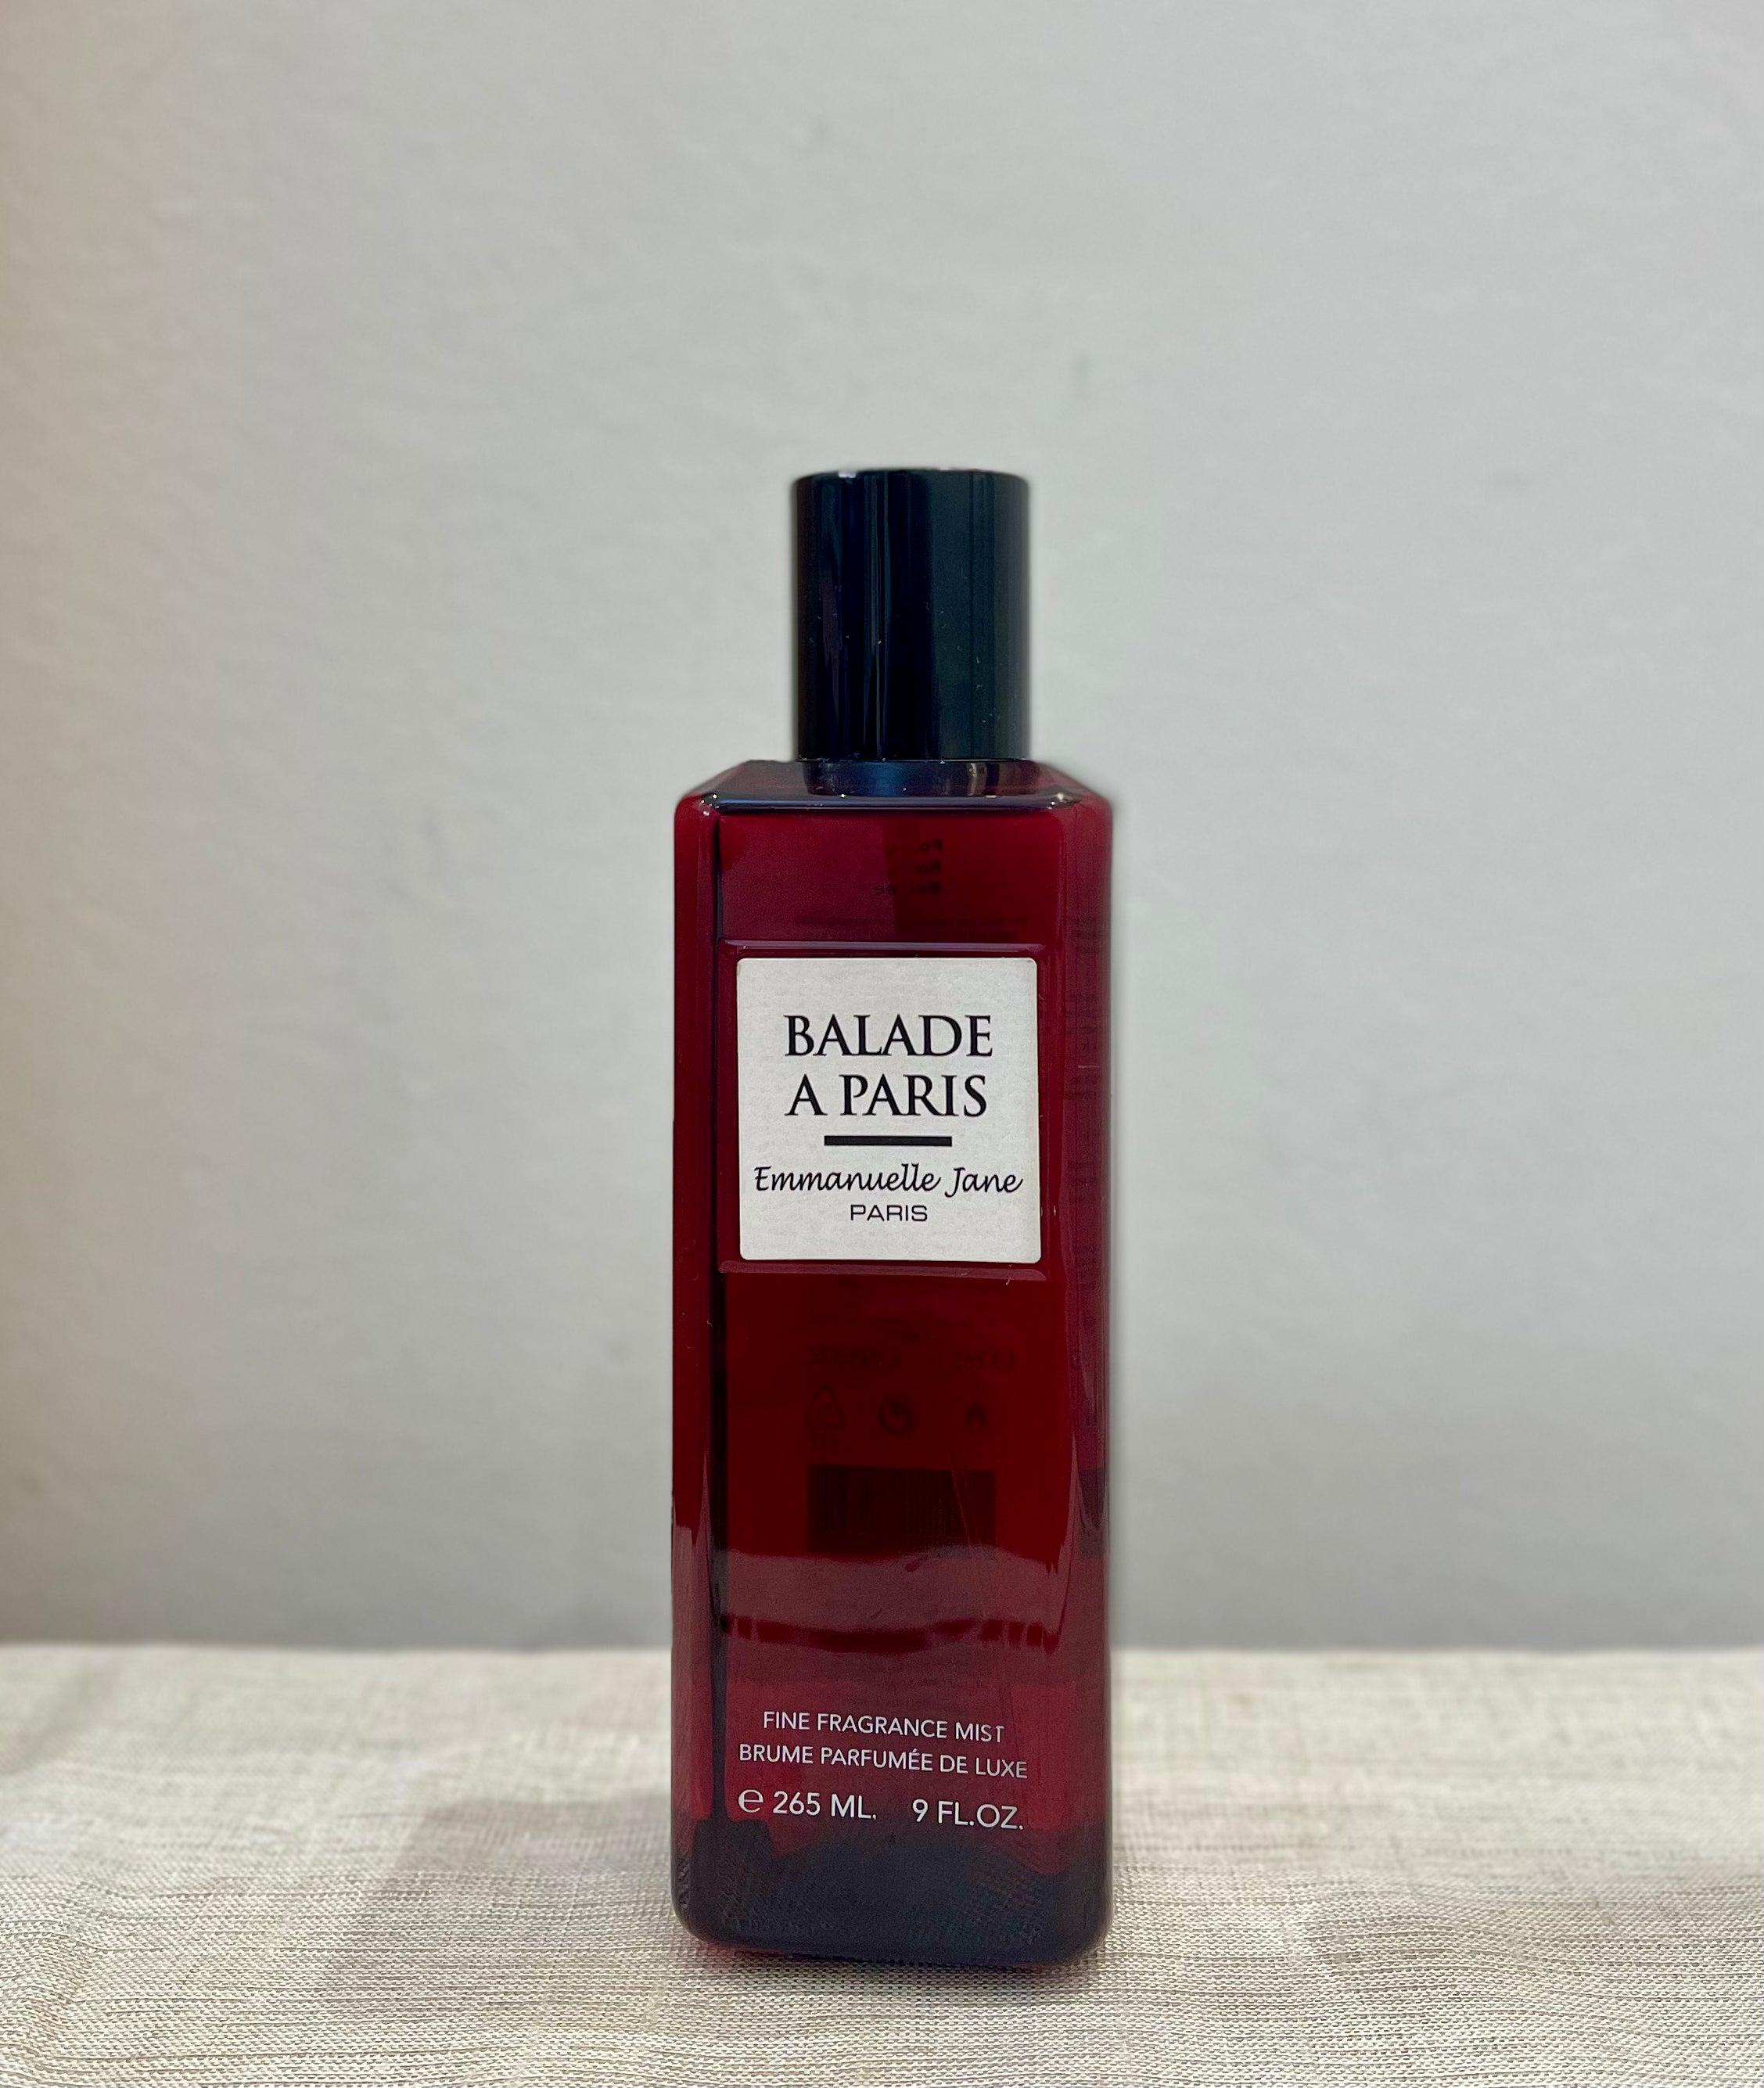 BALADE
A PARIS
Emmanuelle Jane
PARIS
FINE FRAGRANCE MIST
BRUME PARFUMÉE DE LUXE
℮ 265 ML. 9 FL.OZ.